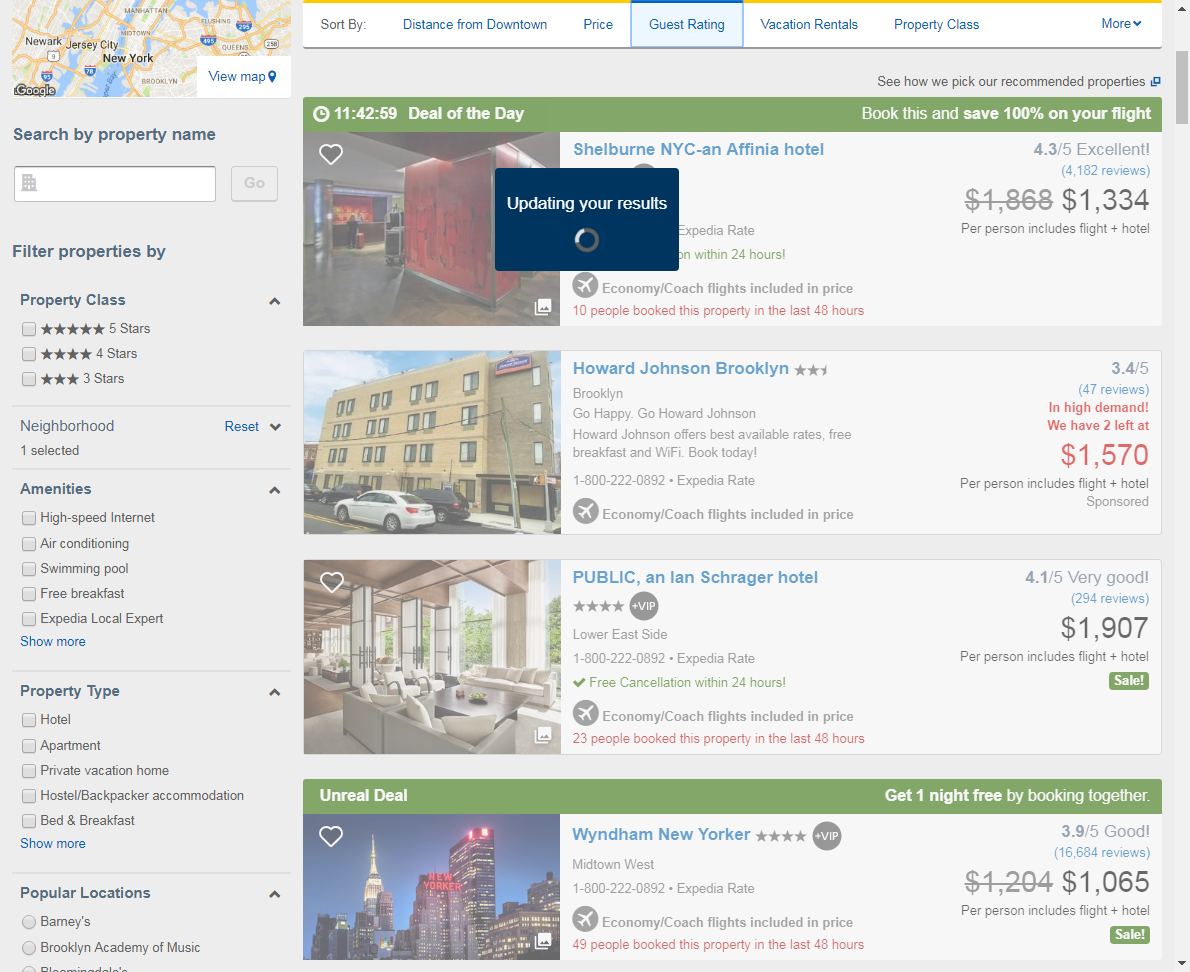 MANHATTAN
FLUSHING
MIDTOWN
Newark
Jersey City
New York
QUEENS
BROOKLYN
495
295
258
9
78
95
Google
View map
Search by property name
Go
Filter properties by
Property Class
5 Stars
4 Stars
3 Stars
Neighborhood Reset
1 selected
Amenities
High-speed Internet
Air conditioning
Swimming pool
Free breakfast
Expedia Local Expert
Show more
Property Type
Hotel
Apartment
Private vacation home
Hostel/Backpacker accommodation
Bed & Breakfast
Show more
Popular Locations
Barney's
Brooklyn Academy of Music
Bloomingdale's
Sort By: Distance from Downtown Price Guest Rating Vacation Rentals Property Class More
See how we pick our recommended properties
11:42:59 Deal of the Day Book this and save 100% on your flight
Shelburne NYC-an Affinia hotel
4.3/5 Excellent!
(4,182 reviews)
$1,868 $1,334
Per person includes flight + hotel
Updating your results
Expedia Rate
within 24 hours!
Economy/Coach flights included in price
10 people booked this property in the last 48 hours
Howard Johnson Brooklyn
3.4/5
Brooklyn
(47 reviews)
Go Happy. Go Howard Johnson
In high demand!
We have 2 left at
Howard Johnson offers best available rates, free
breakfast and WiFi. Book today!
$1,570
1-800-222-0892 • Expedia Rate
Per person includes flight + hotel
Sponsored
Economy/Coach flights included in price
PUBLIC, an Ian Schrager hotel
4.1/5 Very good!
+VIP
(294 reviews)
Lower East Side
$1,907
1-800-222-0892 • Expedia Rate
Per person includes flight + hotel
Free Cancellation within 24 hours!
Sale!
Economy/Coach flights included in price
23 people booked this property in the last 48 hours
Unreal Deal Get 1 night free by booking together.
NEW
YORKER
Wyndham New Yorker +VIP
3.9/5 Good!
Midtown West
(16,684 reviews)
$1,204 $1,065
1-800-222-0892 • Expedia Rate
Per person includes flight + hotel
Economy/Coach flights included in price
Sale!
49 people booked this property in the last 48 hours